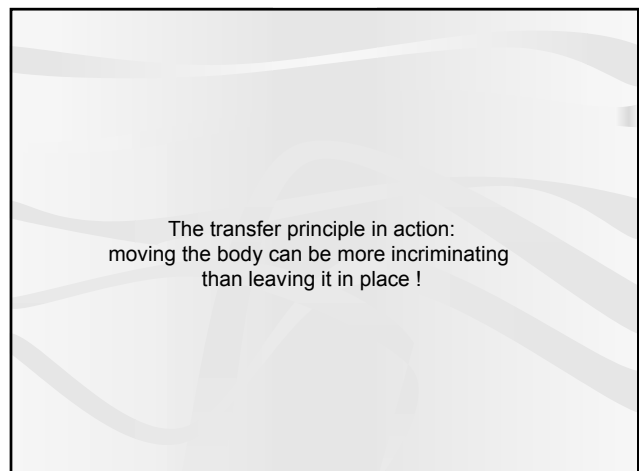 The transfer principle in action:
moving the body can be more incriminating
than leaving it in place !